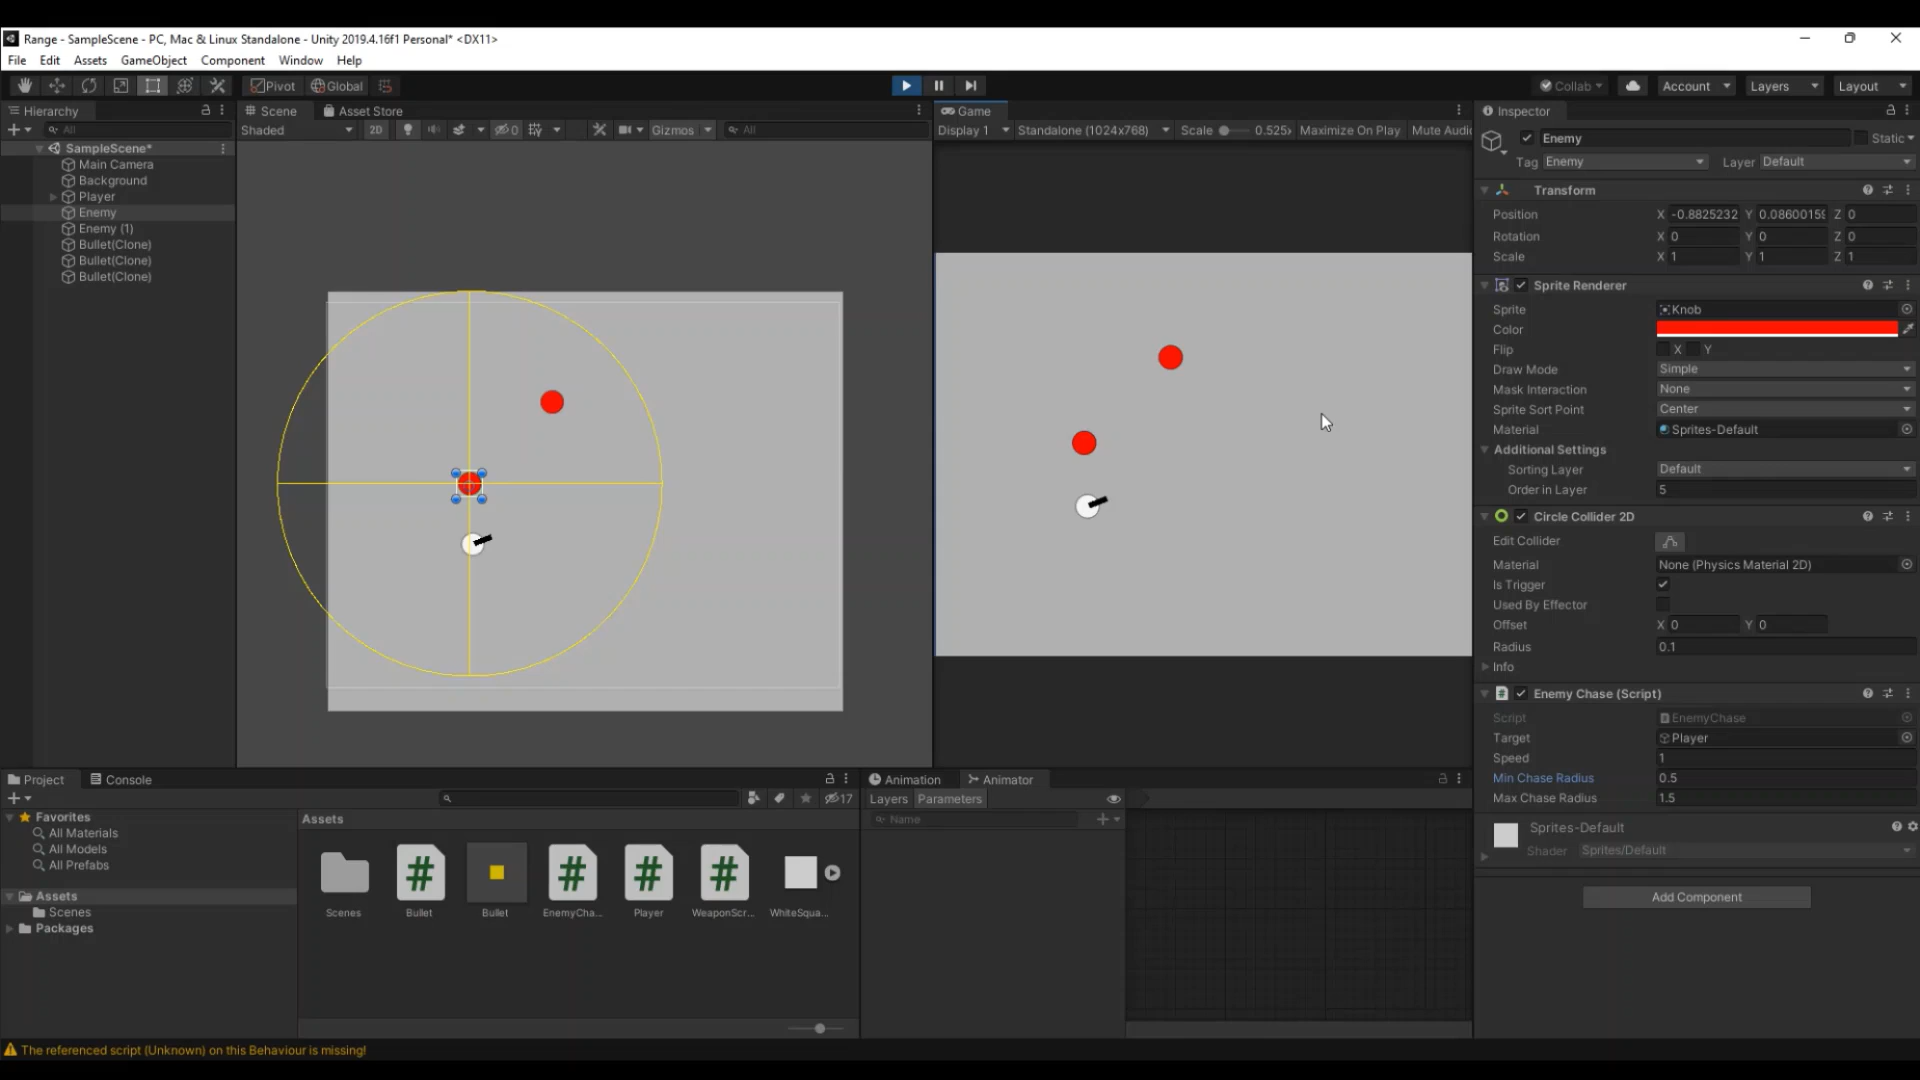 Range - SampleScene - PC, Mac & Linux Standalone - Unity 2019.4.16f1 Personal* <DX11>
File Edit Assets GameObject Component Window Help
Pivot Global Collab Account Layers Layout
Hierarchy Scene Asset Store Game Inspector
All Shaded 2D 0 Gizmos All Display 1 Standalone (1024x768) Scale 0.525x Maximize On Play Mute Audi
SampleScene*
Main Camera
Background
Player
Enemy
Enemy (1)
Bullet(Clone)
Bullet(Clone)
Bullet(Clone)
Enemy Static
Tag Enemy Layer Default
Transform
Position X -0.8825232 Y 0.0860015 Z 0
Rotation X 0 Y 0 Z 0
Scale X 1 Y 1 Z 1
Sprite Renderer
Sprite Knob
Color
Flip X Y
Draw Mode Simple
Mask Interaction None
Sprite Sort Point Center
Material Sprites-Default
Additional Settings
Sorting Layer Default
Order in Layer 5
Circle Collider 2D
Edit Collider
Material None (Physics Material 2D)
Is Trigger
Used By Effector
Offset X 0 Y 0
Radius 0.1
Info
Enemy Chase (Script)
Script EnemyChase
Target Player
Speed 1
Min Chase Radius 0.5
Max Chase Radius 1.5
Sprites-Default
Shader Sprites/Default
Add Component
Project Console Animation Animator
17 Layers Parameters
Favorites
All Materials
All Models
All Prefabs
Assets
Scenes
Packages
Assets
Name
Scenes Bullet Bullet EnemyCha... Player WeaponScr... WhiteSqua...
The referenced script (Unknown) on this Behaviour is missing!